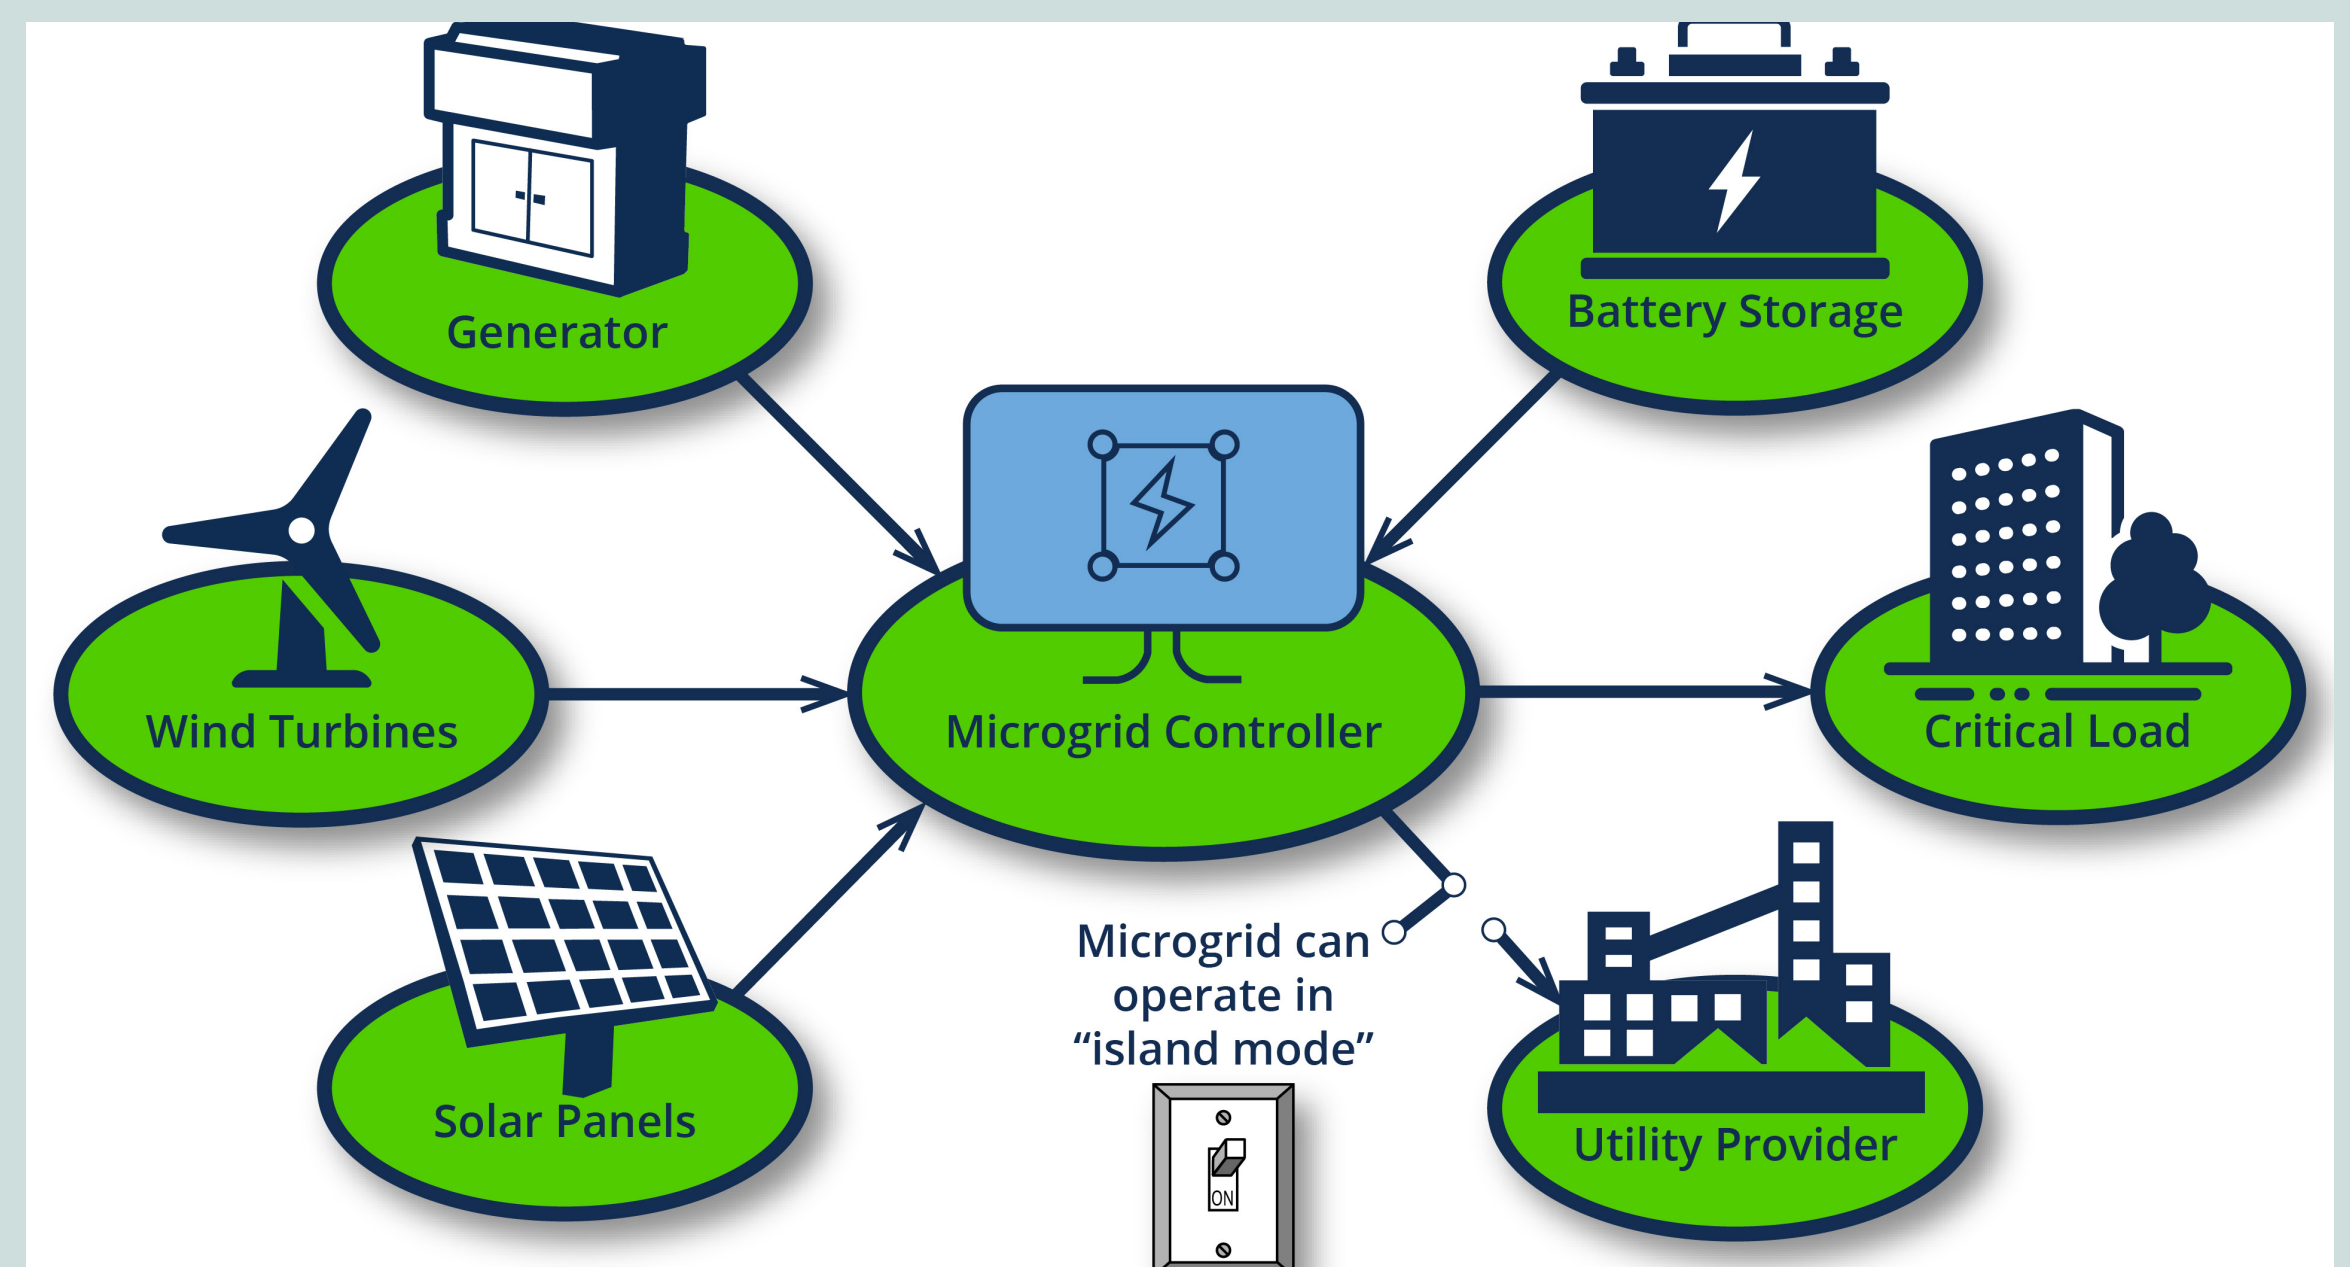 Generator
Battery Storage
Wind Turbines
Microgrid Controller
Critical Load
Microgrid can
operate in
“island mode”
Solar Panels
Utility Provider
ON